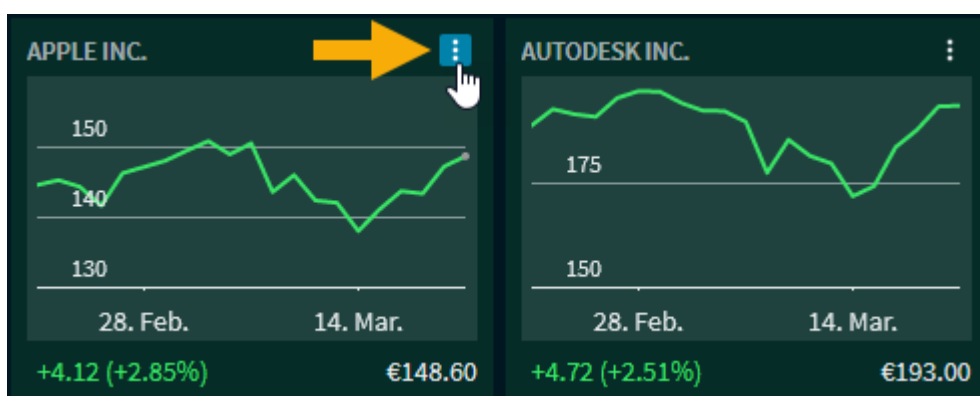 APPLE INC.
150
140
130
28. Feb. 14. Mar.
+4.12 (+2.85%) €148.60
AUTODESK INC.
175
150
28. Feb. 14. Mar.
+4.72 (+2.51%) €193.00